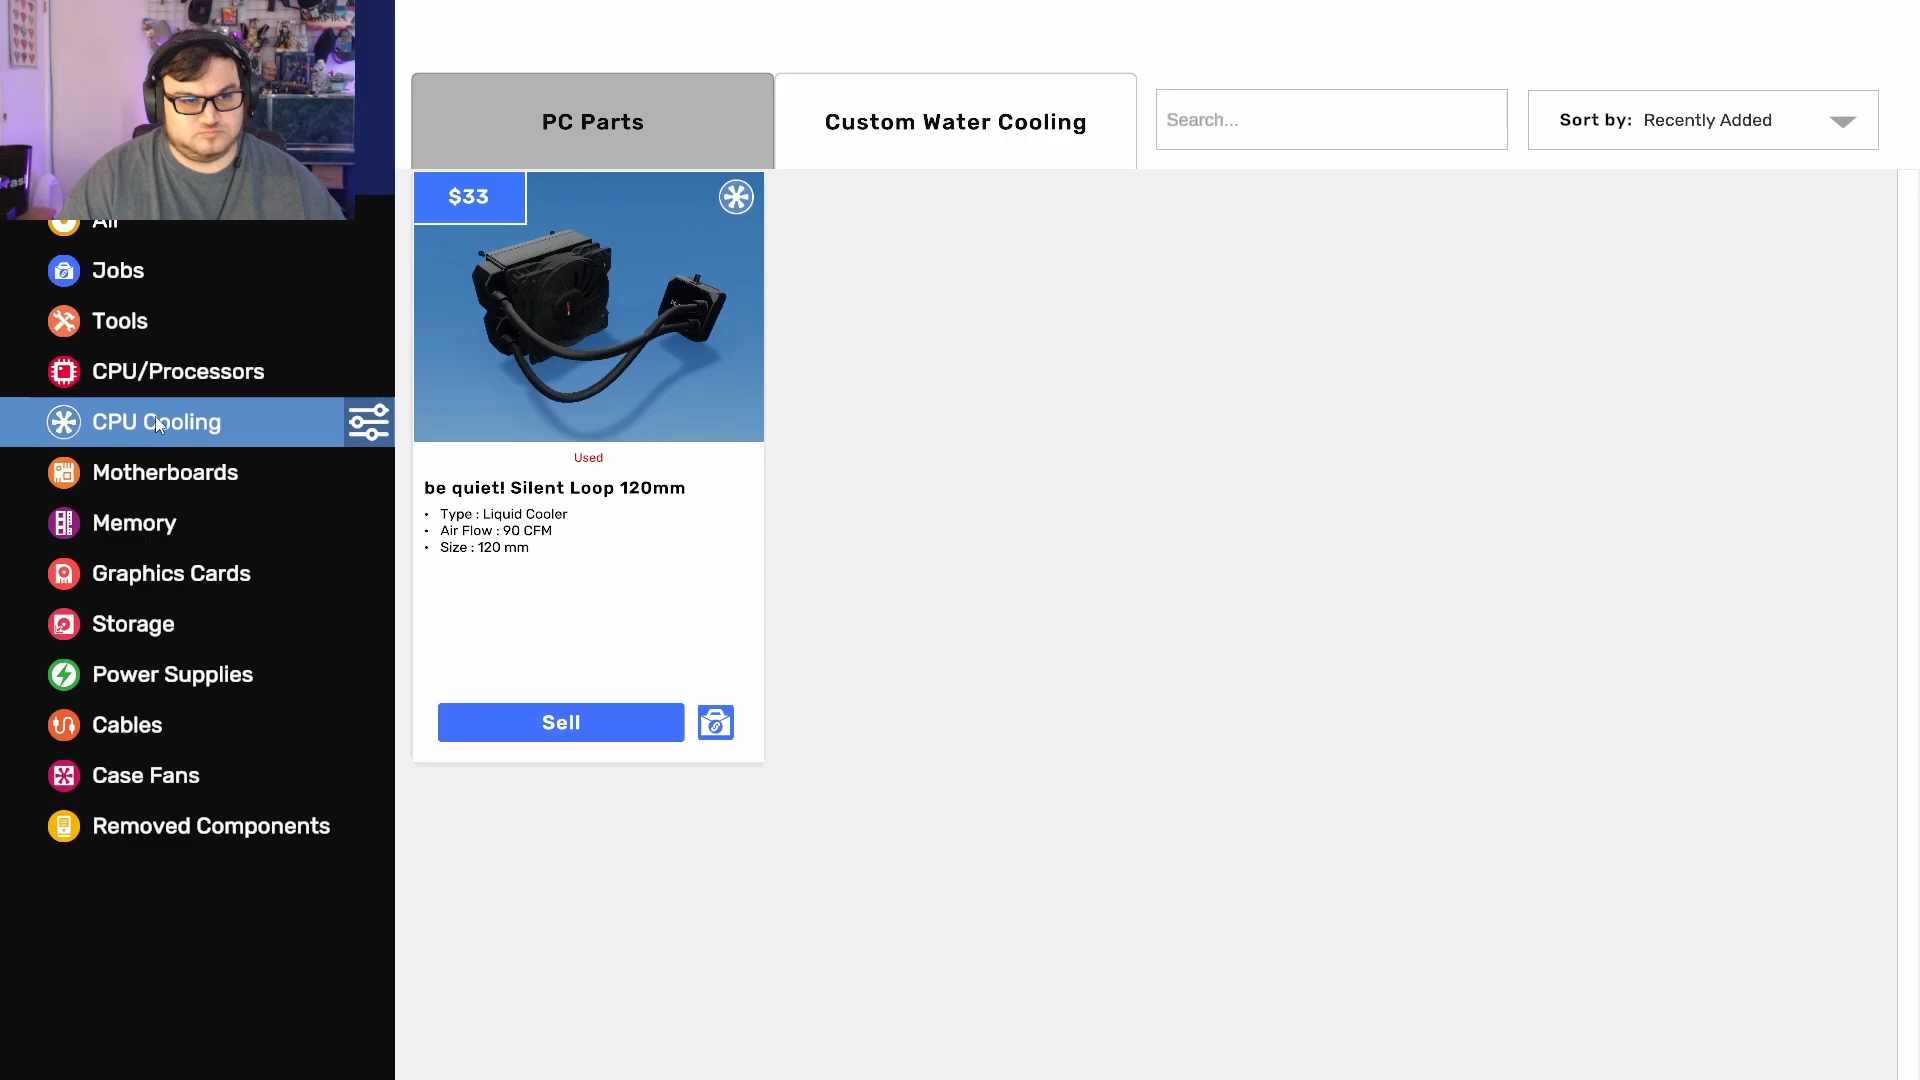 PC Parts
Custom Water Cooling
Search...
Sort by: Recently Added
All
Jobs
Tools
CPU/Processors
CPU Cooling
Motherboards
Memory
Graphics Cards
Storage
Power Supplies
Cables
Case Fans
Removed Components
$33
Used
be quiet! Silent Loop 120mm
• Type : Liquid Cooler
• Air Flow : 90 CFM
• Size : 120 mm
Sell